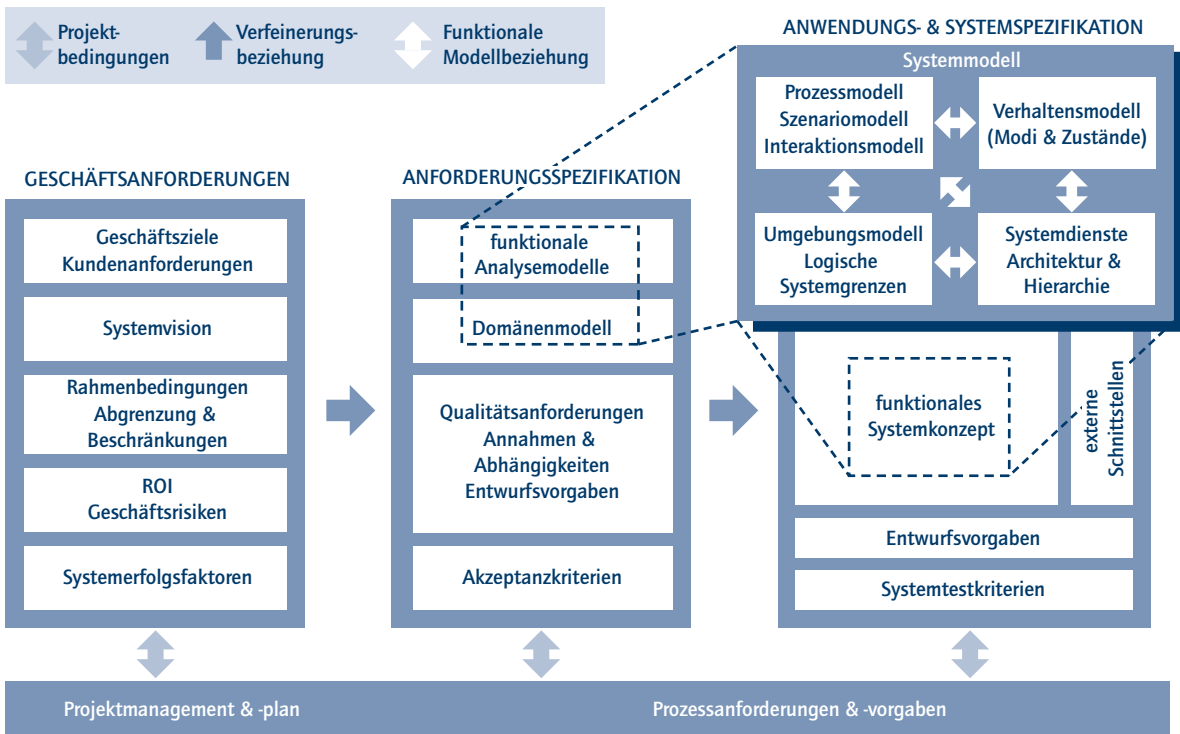 Projekt-
bedingungen
Verfeinerungs-
beziehung
Funktionale
Modellbeziehung
GESCHÄFTSANFORDERUNGEN
Geschäftsziele
Kundenanforderungen
Systemvision
Rahmenbedingungen
Abgrenzung &
Beschränkungen
ROI
Geschäftsrisiken
Systemerfolgsfaktoren
ANFORDERUNGSSPEZIFIKATION
funktionale
Analysemodelle
Domänenmodell
Qualitätsanforderungen
Annahmen &
Abhängigkeiten
Entwurfsvorgaben
Akzeptanzkriterien
ANWENDUNGS- & SYSTEMSPEZIFIKATION
Systemmodell
Prozessmodell
Szenariomodell
Interaktionsmodell
Verhaltensmodell
(Modi & Zustände)
Umgebungsmodell
Logische
Systemgrenzen
Systemdienste
Architektur &
Hierarchie
funktionales
Systemkonzept
externe
Schnittstellen
Entwurfsvorgaben
Systemtestkriterien
Projektmanagement & -plan
Prozessanforderungen & -vorgaben